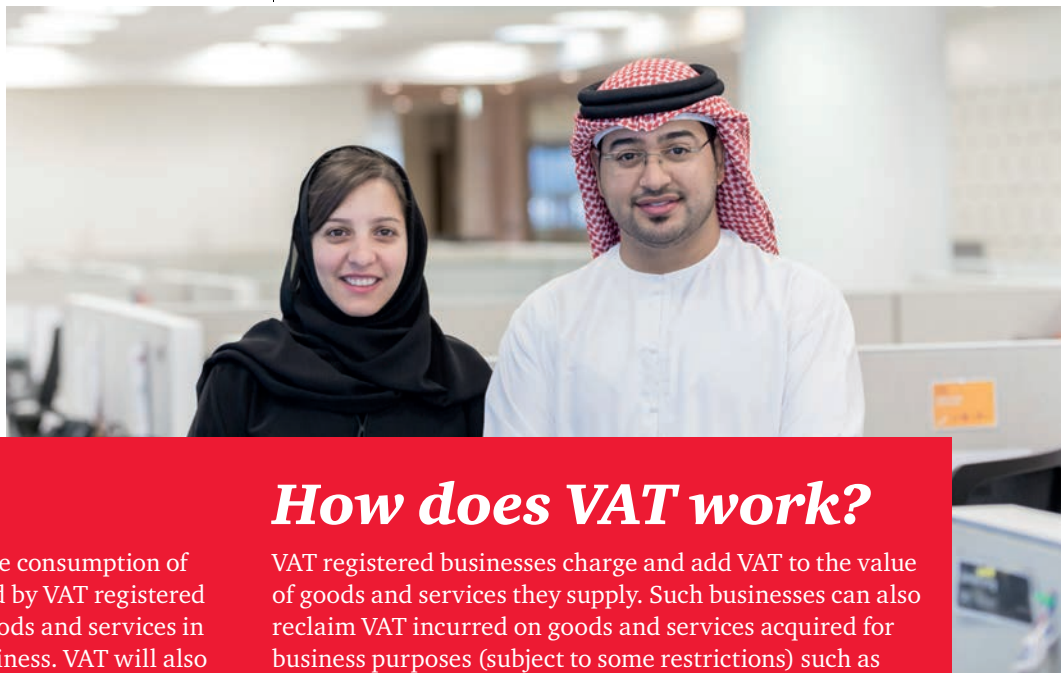 e consumption of
d by VAT registered
ods and services in
iness. VAT will also
How does VAT work?
VAT registered businesses charge and add VAT to the value
of goods and services they supply. Such businesses can also
reclaim VAT incurred on goods and services acquired for
business purposes (subject to some restrictions) such as